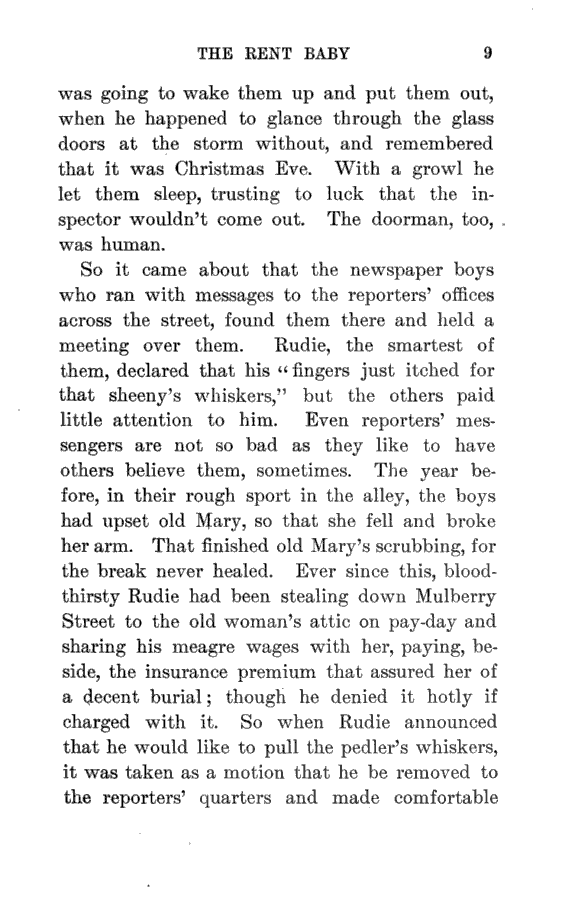 THE RENT BABY 9
was going to wake them up and put them out,
when he happened to glance through the glass
doors at the storm without, and remembered
that it was Christmas Eve. With a growl he
let them sleep, trusting to luck that the in-
spector wouldn't come out. The doorman, too,
was human.
So it came about that the newspaper boys
who ran with messages to the reporters' offices
across the street, found them there and held a
meeting over them. Rudie, the smartest of
them, declared that his "fingers just itched for
that sheeny's whiskers," but the others paid
little attention to him. Even reporters' mes-
sengers are not so bad as they like to have
others believe them, sometimes. The year be-
fore, in their rough sport in the alley, the boys
had upset old Mary, so that she fell and broke
her arm. That finished old Mary's scrubbing, for
the break never healed. Ever since this, blood-
thirsty Rudie had been stealing down Mulberry
Street to the old woman's attic on pay-day and
sharing his meagre wages with her, paying, be-
side, the insurance premium that assured her of
a decent burial; though he denied it hotly if
charged with it. So when Rudie announced
that he would like to pull the pedler's whiskers,
it was taken as a motion that he be removed to
the reporters' quarters and made comfortable